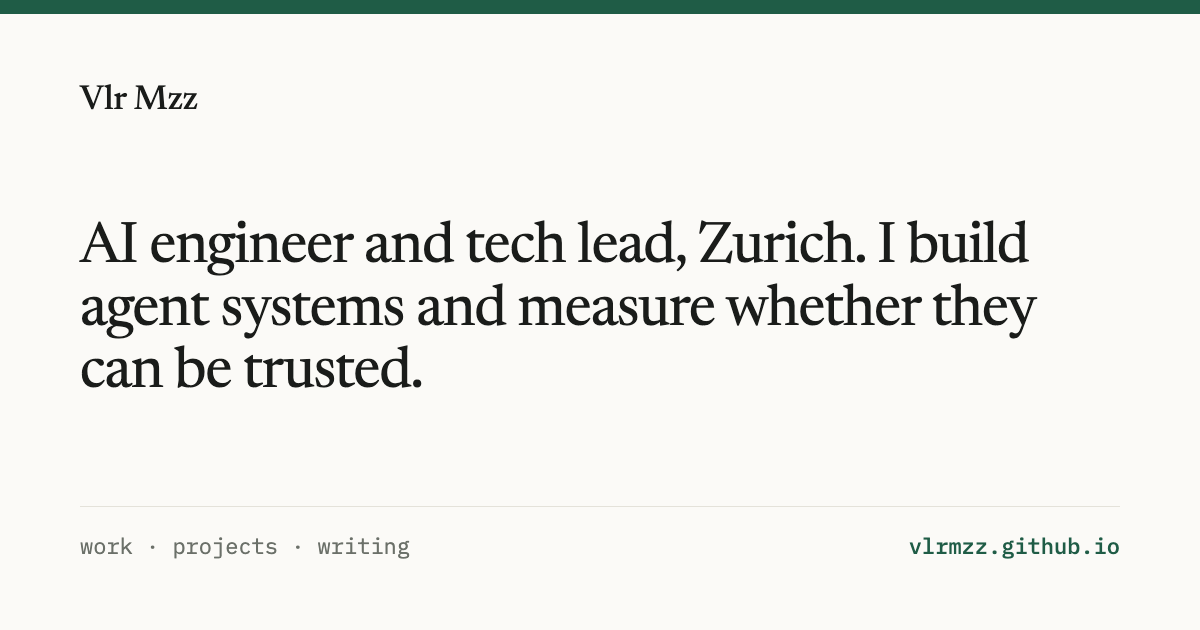 Vlr Mzz
AI engineer and tech lead, Zurich. I build
agent systems and measure whether they
can be trusted.
work · projects · writing
vlrmzz.github.io